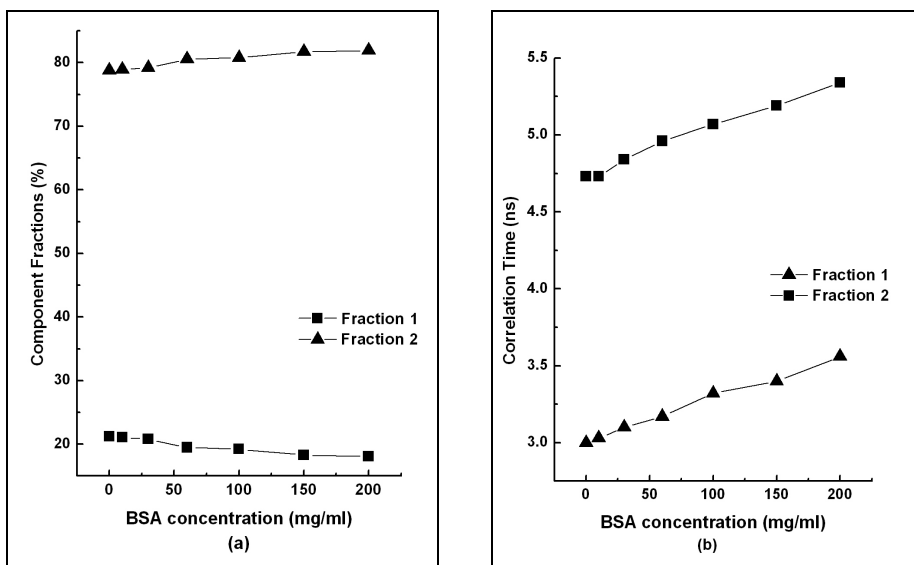 Component Fractions (%)
80
70
60
50
40
30
20
Fraction 1
Fraction 2
0 50 100 150 200
BSA concentration (mg/ml)
(a)
Correlation Time (ns)
5.5
5.0
4.5
4.0
3.5
3.0
Fraction 1
Fraction 2
0 50 100 150 200
BSA concentration (mg/ml)
(b)